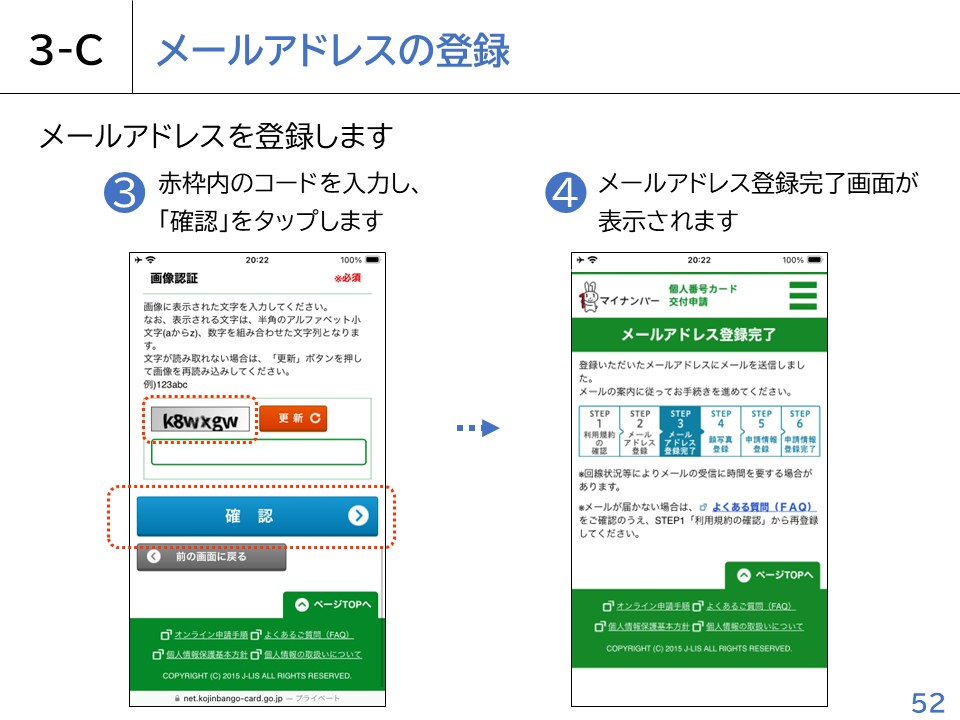 3-C
メールアドレスの登録
メールアドレスを登録します
3
赤枠内のコードを入力し、
「確認」をタップします
20:22
100%
画像認証
※必須
画像に表示された文字を入力してください。
なお、表示される文字は、半角のアルファベット小
文字(aからz)、数字を組み合わせた文字列となりま
す。
文字が読み取れない場合は、「更新」ボタンを押し
て画像を再読み込みしてください。
例)123abc
k8wxgw
更新
確 認
前の画面に戻る
ページTOPへ
オンライン申請手順
よくあるご質問（FAQ）
個人情報保護基本方針
個人情報の取扱いについて
COPYRIGHT (C) 2015 J-LIS ALL RIGHTS RESERVED.
net.kojinbango-card.go.jp — プライベート
4
メールアドレス登録完了画面が
表示されます
20:22
100%
マイナンバー
個人番号カード
交付申請
メールアドレス登録完了
登録いただいたメールアドレスにメールを送信しまし
た。
メールの案内に従ってお手続きを進めてください。
STEP
1
利用規約
の
確認
STEP
2
メール
アドレス
登録
STEP
3
メール
アドレス
登録完了
STEP
4
顔写真
登録
STEP
5
申請情報
登録
STEP
6
申請情報
登録完了
※回線状況等によりメールの受信に時間を要する場合が
あります。
※メールが届かない場合は、よくある質問（ＦＡＱ）
をご確認のうえ、STEP1「利用規約の確認」から再登録
してください。
ページTOPへ
オンライン申請手順
よくあるご質問（FAQ）
個人情報保護基本方針
個人情報の取扱いについて
COPYRIGHT (C) 2015 J-LIS ALL RIGHTS RESERVED.
52